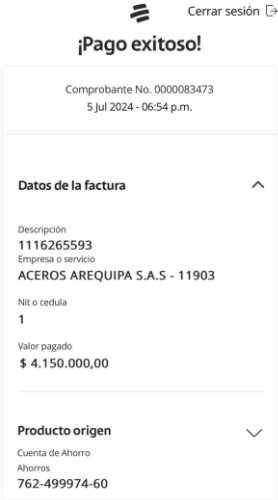 Cerrar sesión
¡Pago exitoso!
Comprobante No. 0000083473
5 Jul 2024 - 06:54 p.m.
Datos de la factura
Descripción
1116265593
Empresa o servicio
ACEROS AREQUIPA S.A.S - 11903
Nit o cedula
1
Valor pagado
$ 4.150.000,00
Producto origen
Cuenta de Ahorro
Ahorros
762-499974-60